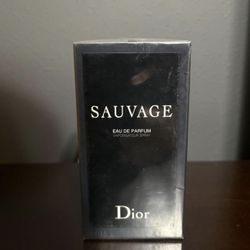 SAUVAGE
EAU DE PARFUM
VAPORISATEUR SPRAY
Dior